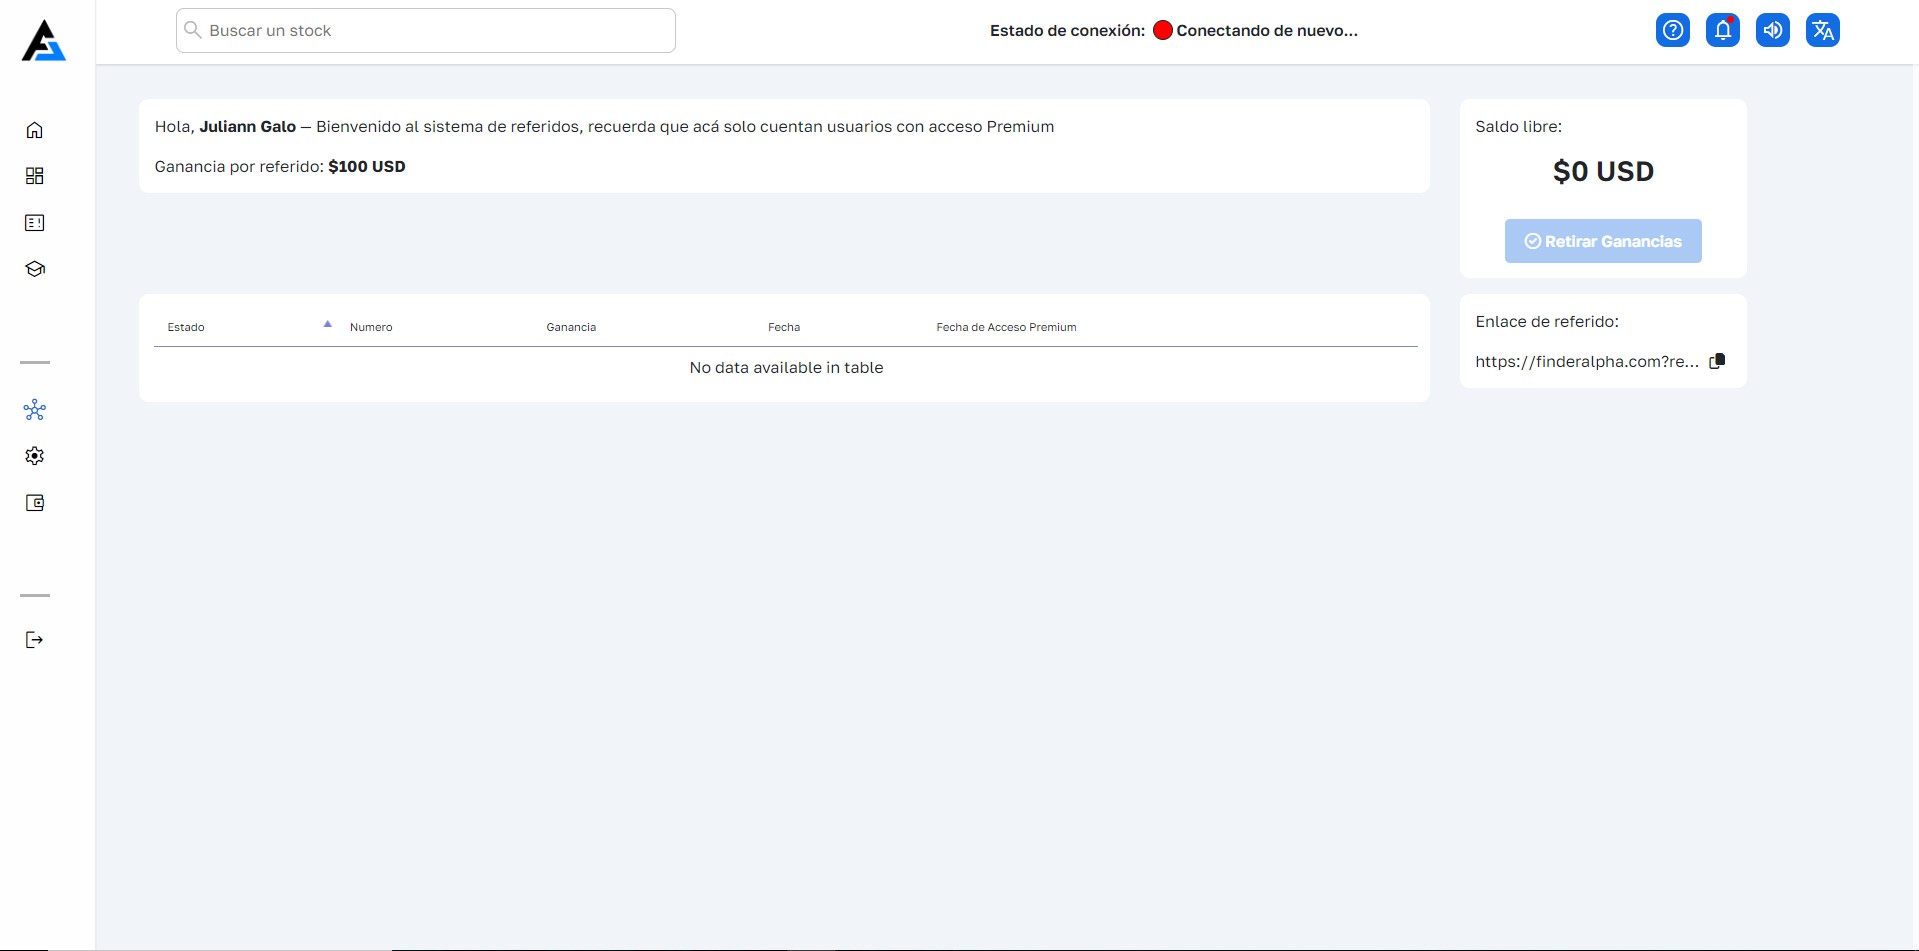 Buscar un stock
Estado de conexión: Conectando de nuevo...
Hola, Juliann Galo — Bienvenido al sistema de referidos, recuerda que acá solo cuentan usuarios con acceso Premium
Ganancia por referido: $100 USD
Saldo libre:
$0 USD
Retirar Ganancias
Estado Numero Ganancia Fecha Fecha de Acceso Premium
No data available in table
Enlace de referido:
https://finderalpha.com?re...